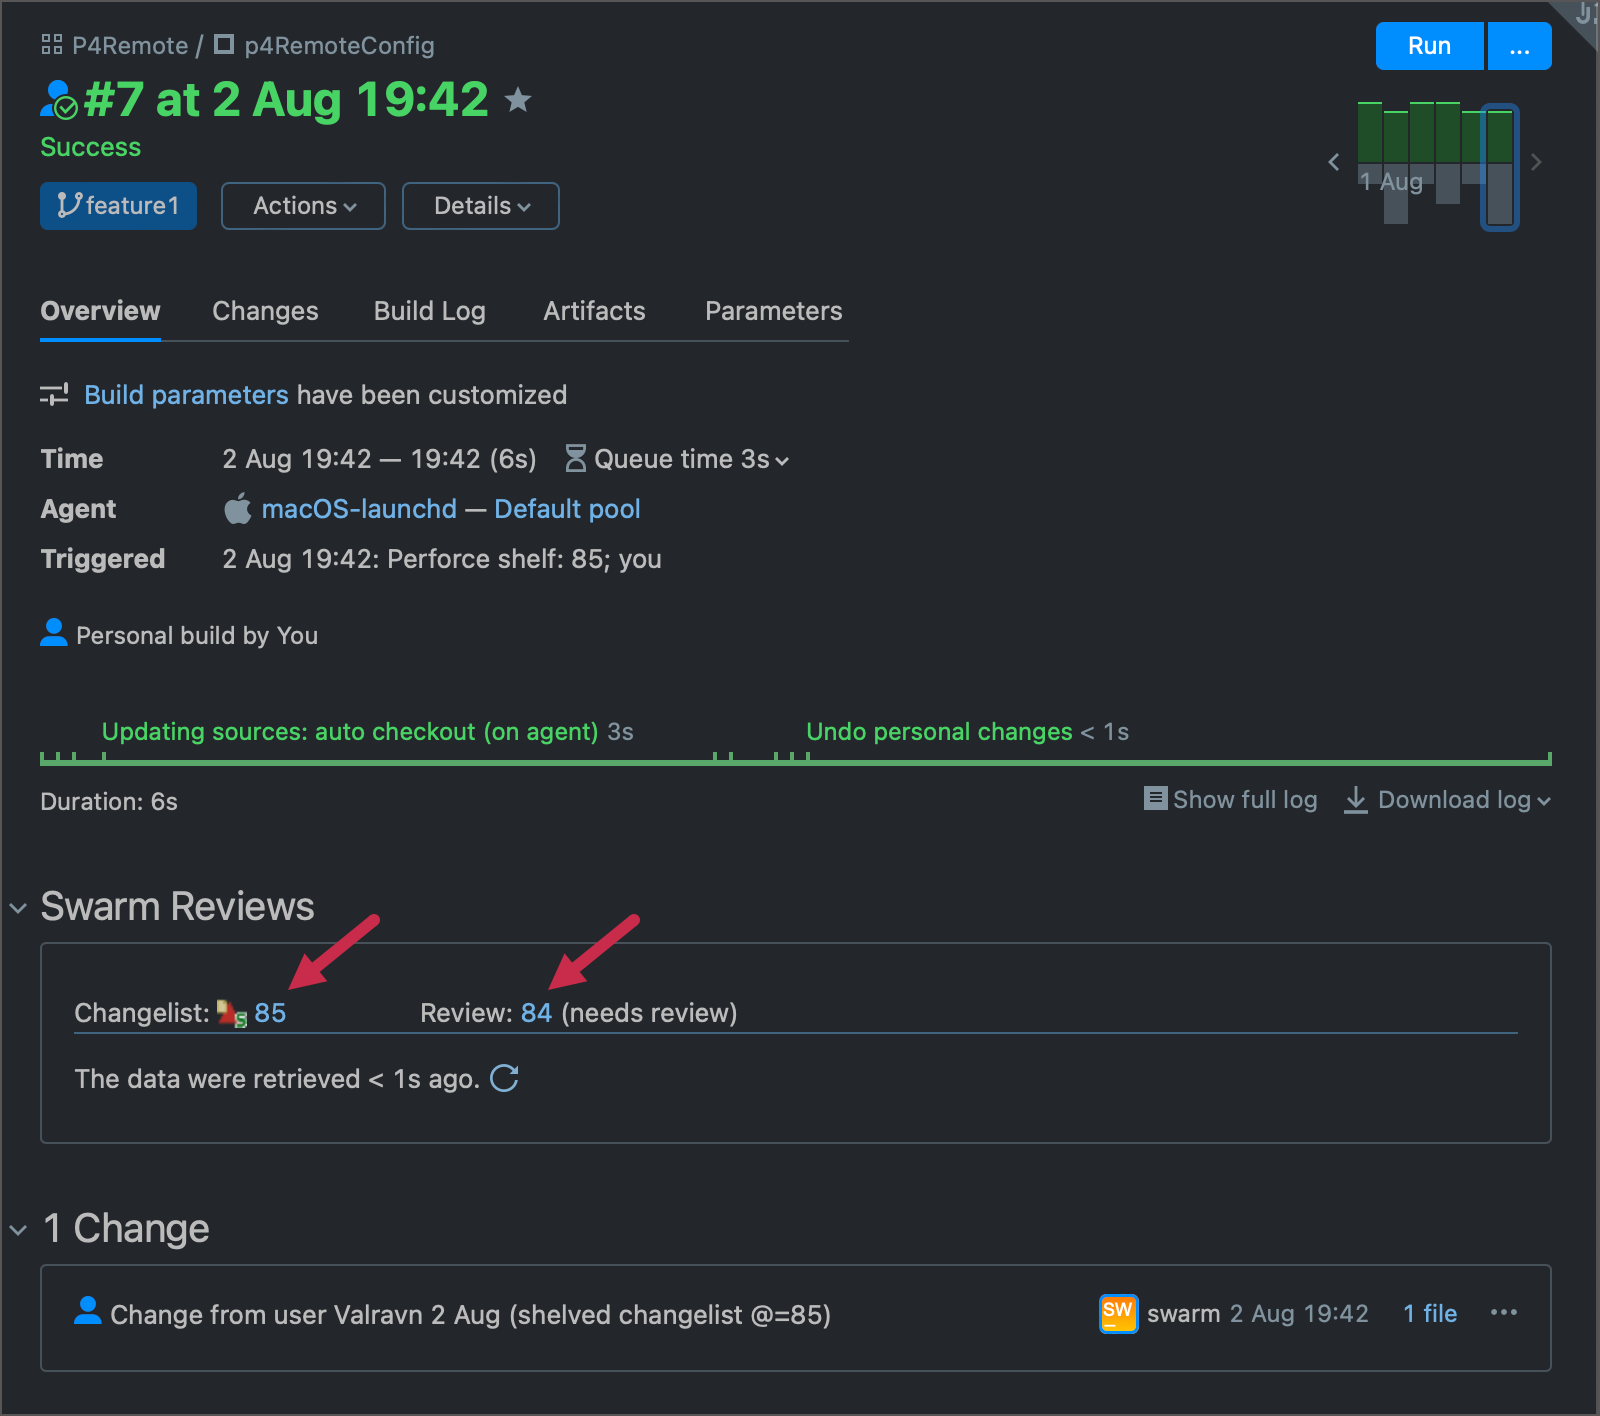 P4Remote / p4RemoteConfig
Run ...
#7 at 2 Aug 19:42
Success
1 Aug
feature1 Actions Details
Overview Changes Build Log Artifacts Parameters
Build parameters have been customized
Time 2 Aug 19:42 — 19:42 (6s) Queue time 3s
Agent macOS-launchd — Default pool
Triggered 2 Aug 19:42: Perforce shelf: 85; you
Personal build by You
Updating sources: auto checkout (on agent) 3s Undo personal changes < 1s
Duration: 6s Show full log Download log
Swarm Reviews
Changelist: S 85 Review: 84 (needs review)
The data were retrieved < 1s ago.
1 Change
Change from user Valravn 2 Aug (shelved changelist @=85) SW swarm 2 Aug 19:42 1 file ...